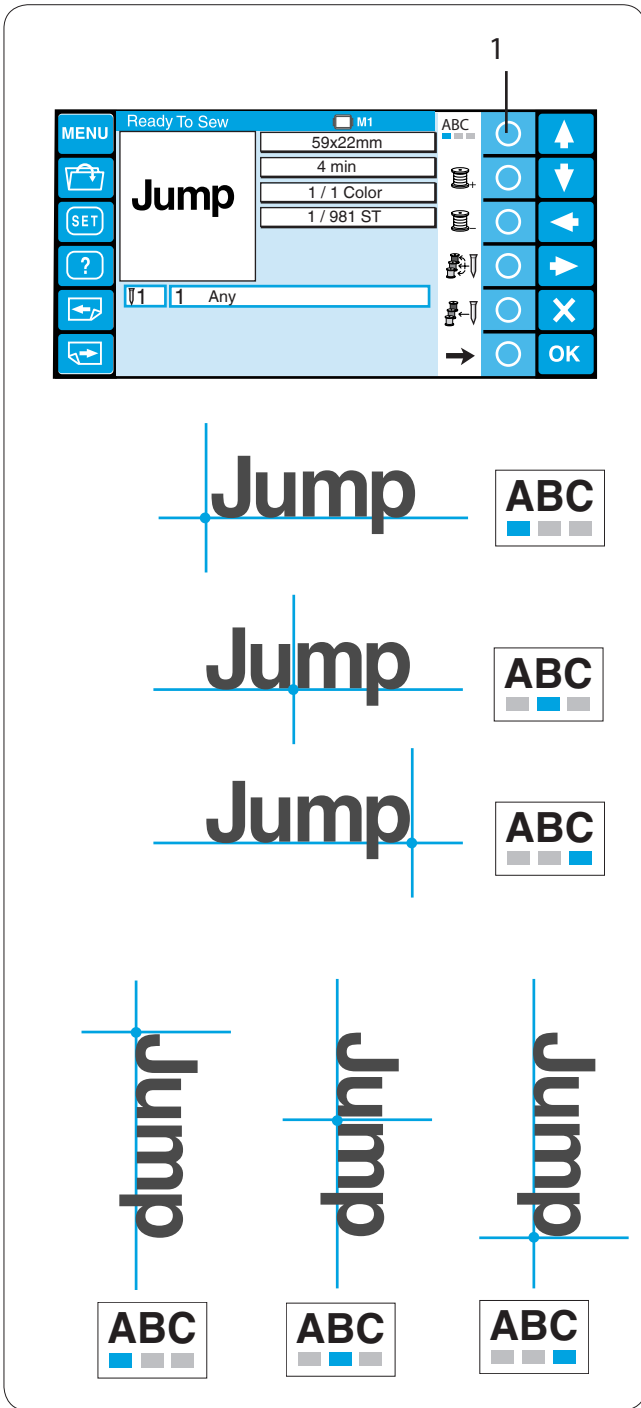 1
MENU
Ready To Sew
M1
ABC
59x22mm
Jump
4 min
1 / 1 Color
SET
1 / 981 ST
?
1
1 Any
X
OK
Jump
ABC
Jump
ABC
Jump
ABC
Jump
Jump
Jump
ABC
ABC
ABC